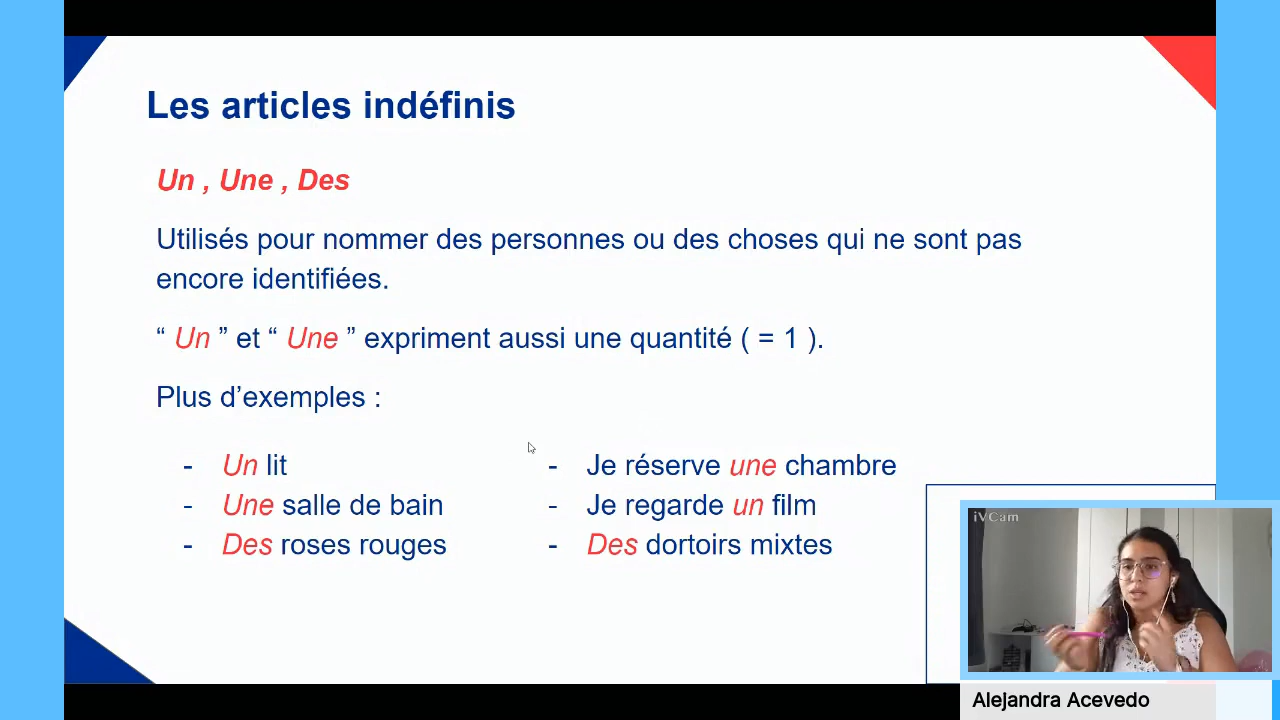 Les articles indéfinis
Un , Une , Des
Utilisés pour nommer des personnes ou des choses qui ne sont pas
encore identifiées.
“ Un ” et “ Une ” expriment aussi une quantité ( = 1 ).
Plus d’exemples :
- Un lit
- Une salle de bain
- Des roses rouges
- Je réserve une chambre
- Je regarde un film
- Des dortoirs mixtes
iVCam
Alejandra Acevedo